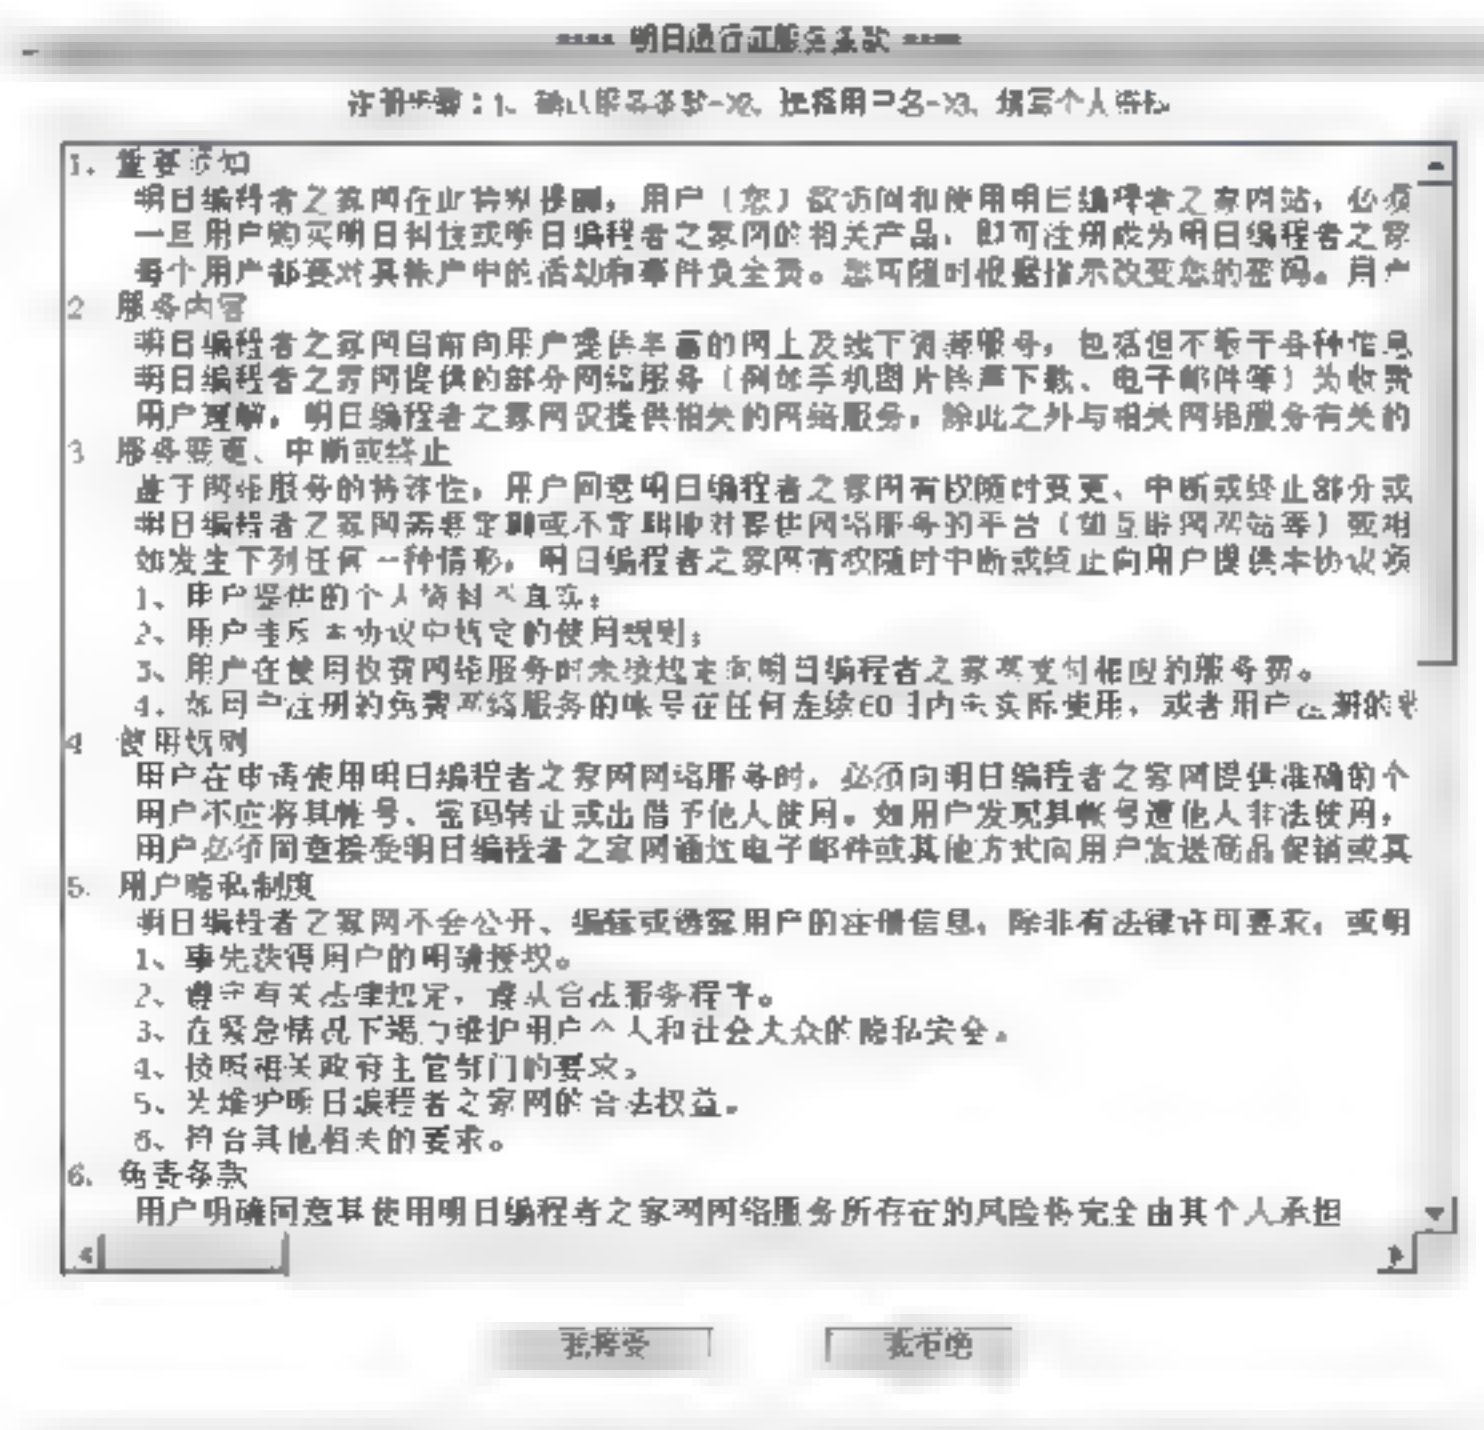 ---- 明日通行证服务条款 ----
注册步骤：1、确认服务条款->2、选择用户名->3、填写个人资料
1. 重要须知
明日编程者之家网在此特别提醒，用户（您）欲访问和使用明日编程者之家网站，必须
一旦用户购买明日科技或明日编程者之家网的相关产品，即可注册成为明日编程者之家
每个用户都要对其帐户中的活动和事件负全责。您可随时根据指示改变您的密码。用户
2 服务内容
明日编程者之家网目前向用户提供丰富的网上及线下资源服务，包括但不限于各种信息
明日编程者之家网提供的部分网络服务（例如手机图片铃声下载、电子邮件等）为收费
用户理解，明日编程者之家网仅提供相关的网络服务，除此之外与相关网络服务有关的
3 服务变更、中断或终止
鉴于网络服务的特殊性，用户同意明日编程者之家网有权随时变更、中断或终止部分或
明日编程者之家网需要定期或不定期地对提供网络服务的平台（如互联网网站等）或相
如发生下列任何一种情形，明日编程者之家网有权随时中断或终止向用户提供本协议项
1、用户提供的个人资料不真实；
2、用户违反本协议中规定的使用规则；
3、用户在使用收费网络服务时未按规定向明日编程者之家网支付相应的服务费。
4、如用户注册的免费网络服务的帐号在任何连续60日内未实际使用，或者用户注册的收
4 使用规则
用户在申请使用明日编程者之家网网络服务时，必须向明日编程者之家网提供准确的个
用户不应将其帐号、密码转让或出借予他人使用。如用户发现其帐号遭他人非法使用，
用户必须同意接受明日编程者之家网通过电子邮件或其他方式向用户发送商品促销或其
5. 用户隐私制度
明日编程者之家网不会公开、编辑或透露用户的注册信息，除非有法律许可要求，或明
1、事先获得用户的明确授权。
2、遵守有关法律规定，遵从合法服务程序。
3、在紧急情况下竭力维护用户个人和社会大众的隐私安全。
4、按照相关政府主管部门的要求。
5、为维护明日编程者之家网的合法权益。
6、符合其他相关的要求。
6. 免责条款
用户明确同意其使用明日编程者之家网网络服务所存在的风险将完全由其个人承担
我接受
我拒绝